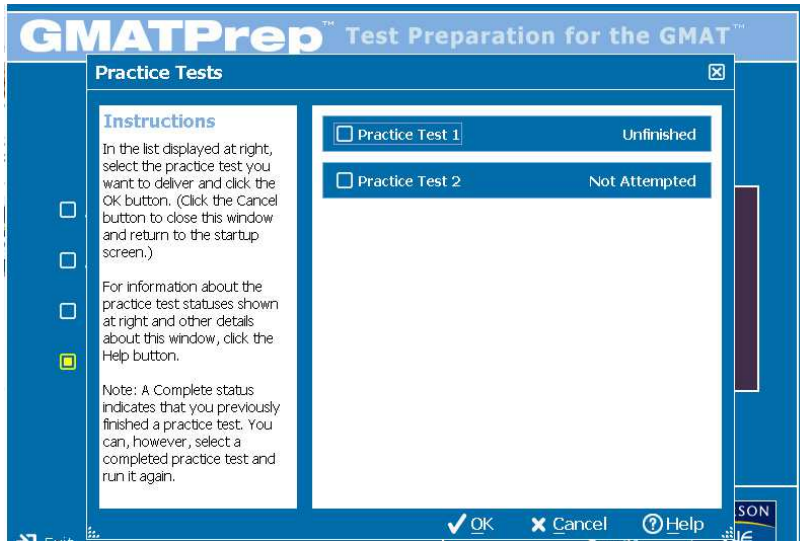 GMATPrep™ Test Preparation for the GMAT™
Practice Tests
Instructions
In the list displayed at right,
select the practice test you
want to deliver and click the
OK button. (Click the Cancel
button to close this window
and return to the startup
screen.)
For information about the
practice test statuses shown
at right and other details
about this window, click the
Help button.
Note: A Complete status
indicates that you previously
finished a practice test. You
can, however, select a
completed practice test and
run it again.
Practice Test 1 Unfinished
Practice Test 2 Not Attempted
OK Cancel Help
SON
Exit